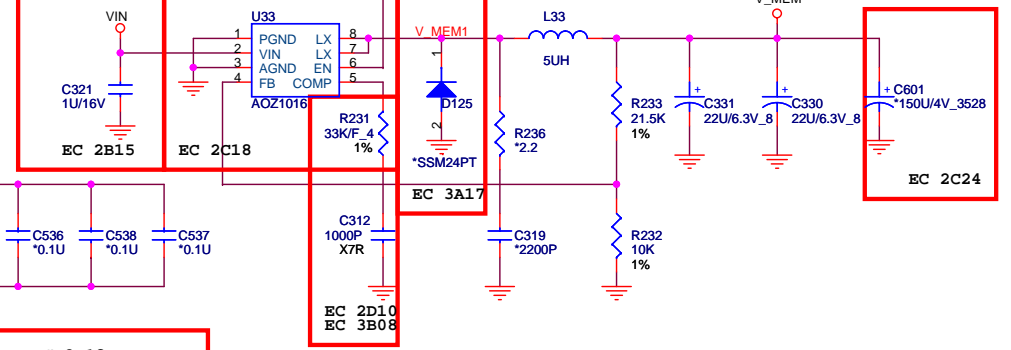 VIN
U33
1
2
3
4
PGND
VIN
AGND
FB
LX
LX
EN
COMP
8
7
6
5
AOZ1016
C321
1U/16V
EC 2B15
EC 2C18
R231
33K/F_4
1%
C312
1000P
X7R
EC 2D10
EC 3B08
V_MEM1
1
D125
2
*SSM24PT
EC 3A17
L33
5UH
R236
*2.2
C319
*2200P
R233
21.5K
1%
R232
10K
1%
V_MEM
+
C331
22U/6.3V_8
+
C330
22U/6.3V_8
+
C601
*150U/4V_3528
EC 2C24
C536
*0.1U
C538
*0.1U
C537
*0.1U